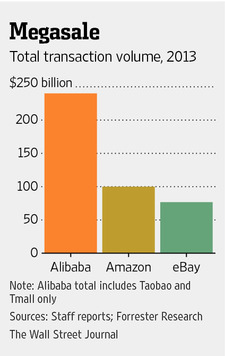 Megasale
Total transaction volume, 2013
$250 billion
200
150
100
50
0
Alibaba Amazon eBay
Note: Alibaba total includes Taobao and
Tmall only
Sources: Staff reports; Forrester Research
The Wall Street Journal